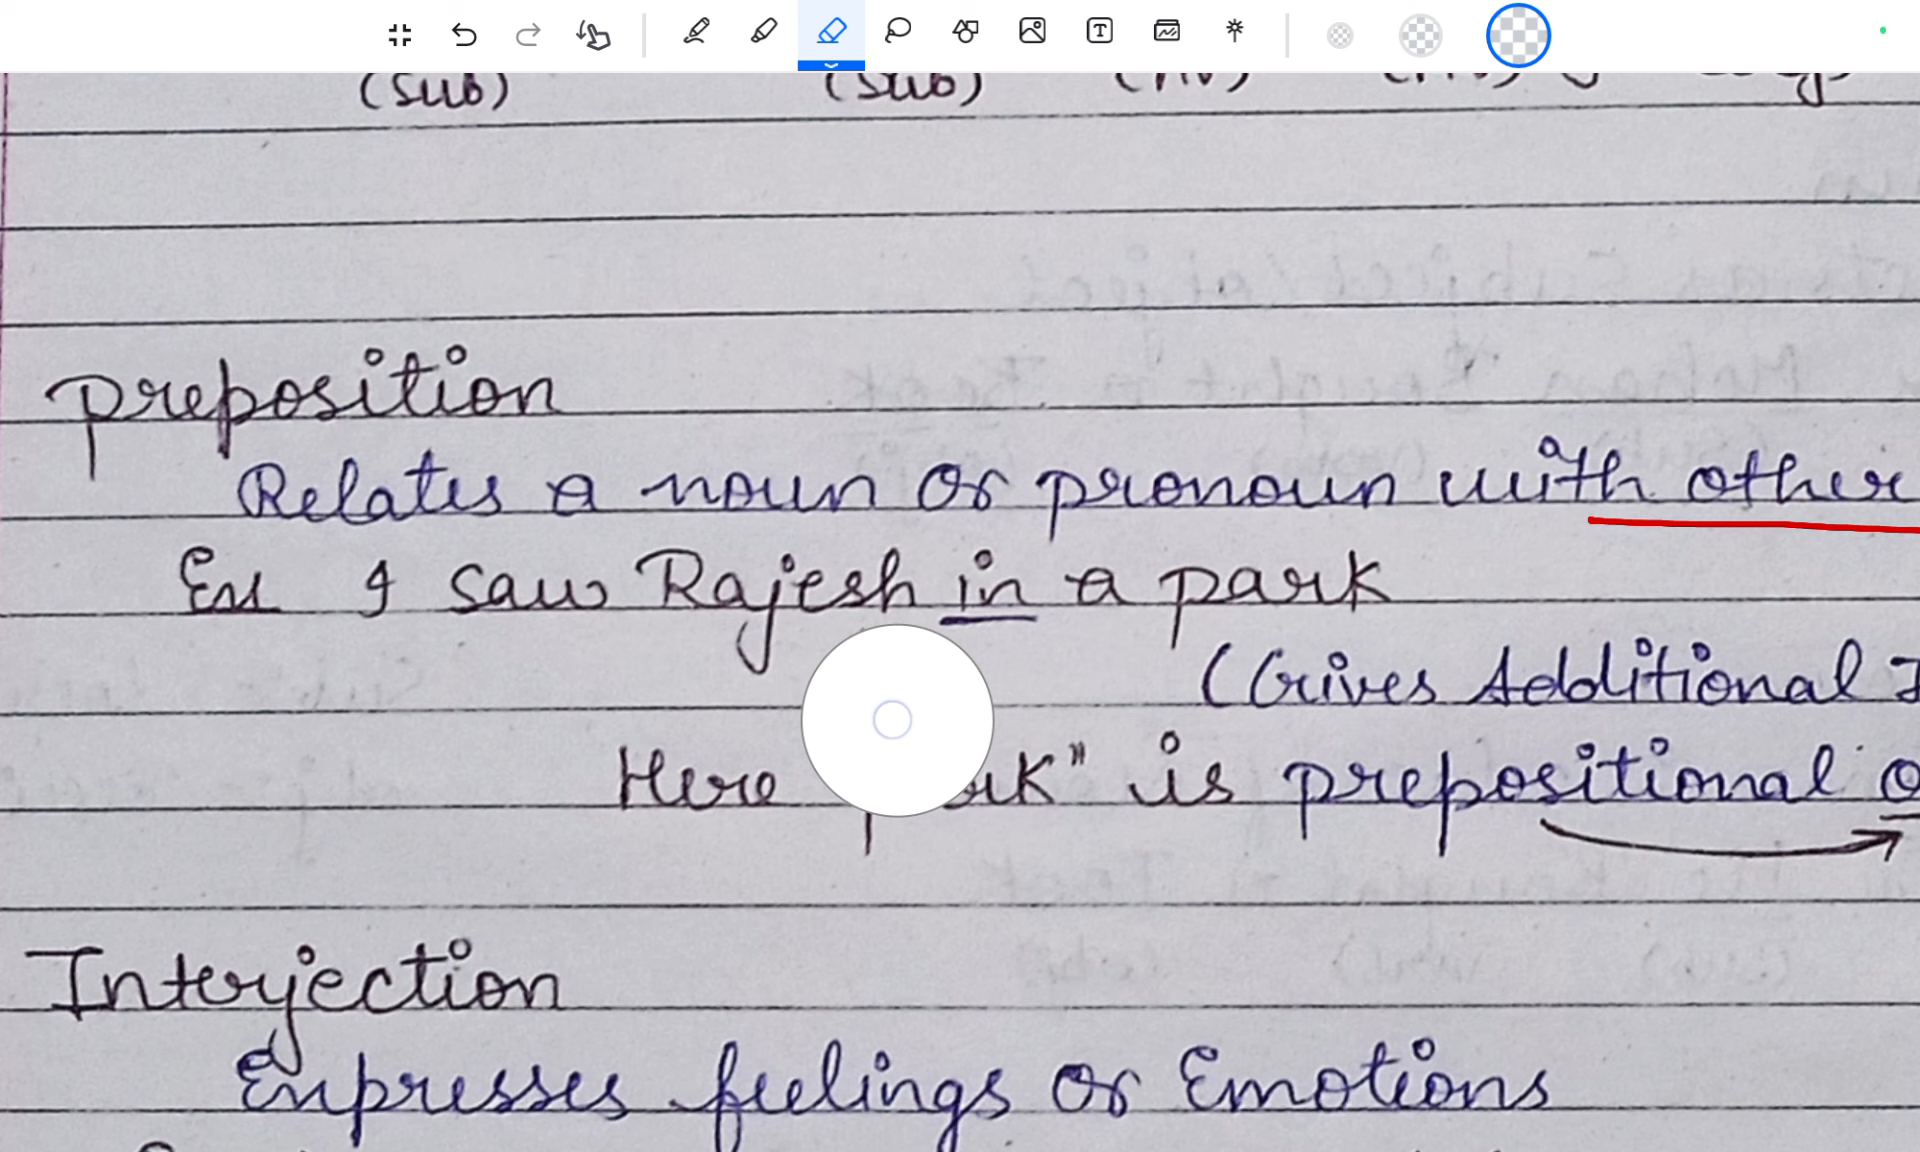 (Sub) (Sub)
preposition
Relates a noun or pronoun with other
Ex I saw Rajesh in a park
(Gives Additional
Here is prepositional
Interjection
Expresses feelings or Emotions